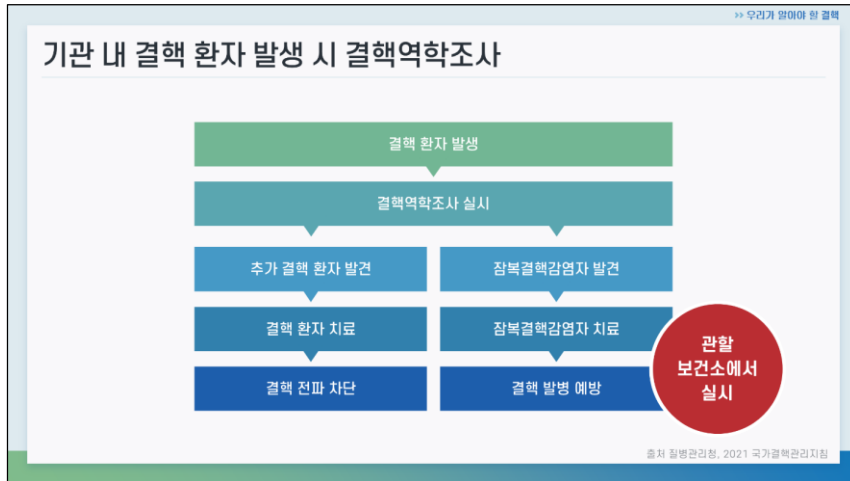 >> 우리가 알아야 할 결핵
기관 내 결핵 환자 발생 시 결핵역학조사
결핵 환자 발생
결핵역학조사 실시
추가 결핵 환자 발견
잠복결핵감염자 발견
결핵 환자 치료
잠복결핵감염자 치료
결핵 전파 차단
결핵 발병 예방
관할
보건소에서
실시
출처 질병관리청, 2021 국가결핵관리지침